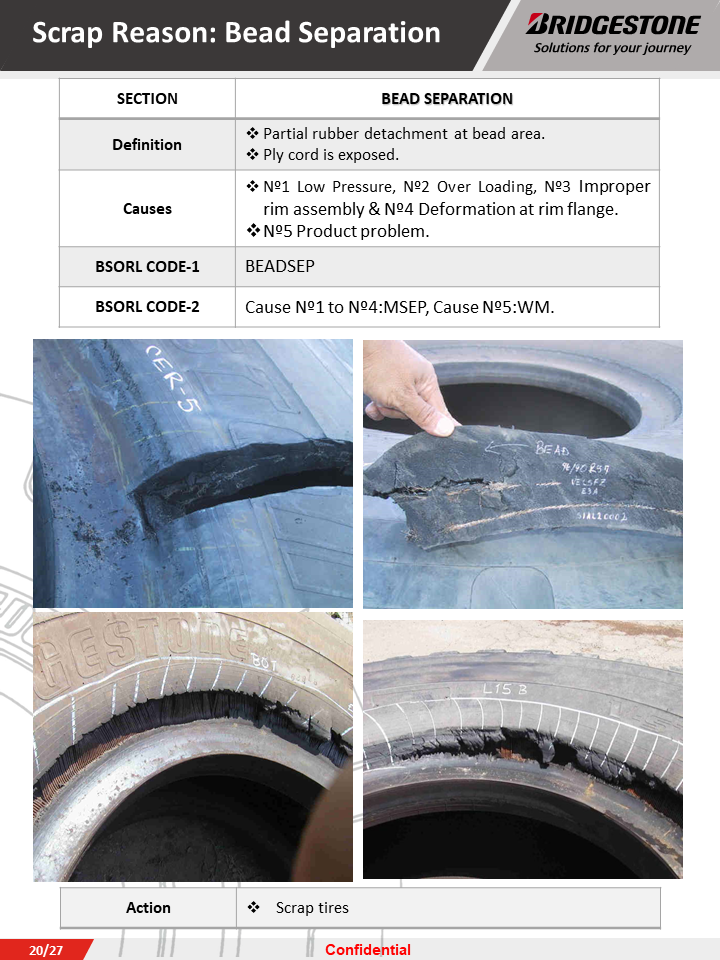 Scrap Reason: Bead Separation
BRIDGESTONE
Solutions for your journey
SECTION
BEAD SEPARATION
Definition
❖ Partial rubber detachment at bead area.
❖ Ply cord is exposed.
Causes
❖ Nº1 Low Pressure, Nº2 Over Loading, Nº3 Improper
rim assembly & Nº4 Deformation at rim flange.
❖Nº5 Product problem.
BSORL CODE-1
BEADSEP
BSORL CODE-2
Cause Nº1 to Nº4:MSEP, Cause Nº5:WM.
CER 5
BEAD
VELSFZ
E3A
S1AL20002
GESTONE
BOT
L15 B
Action
❖ Scrap tires
20/27
Confidential